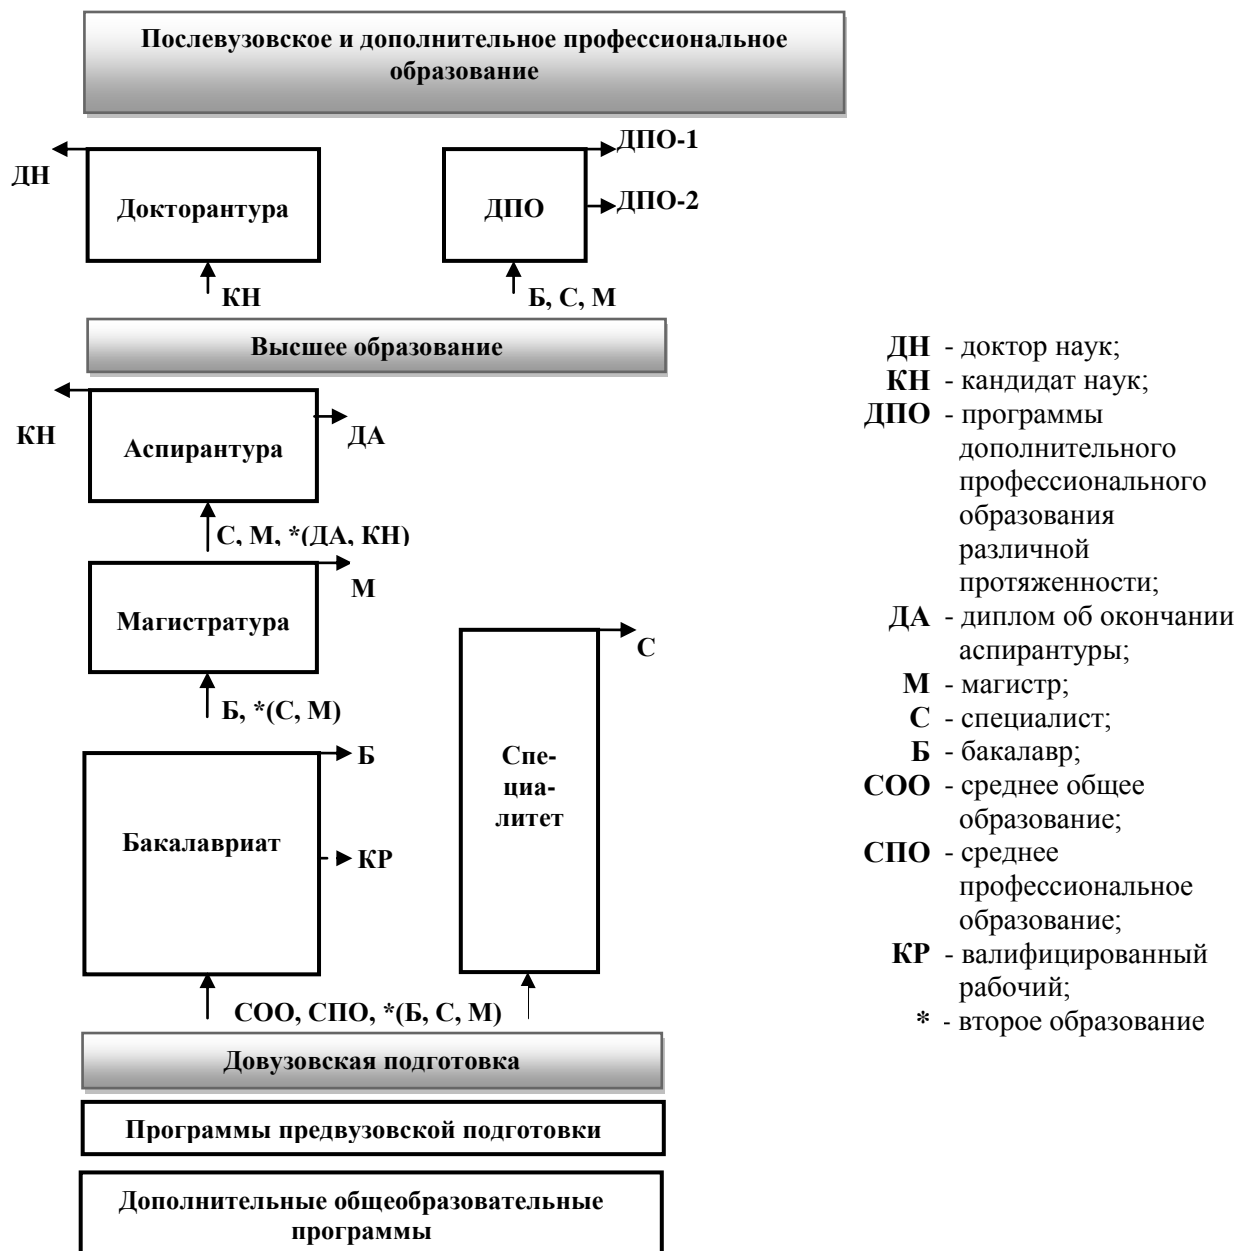 Послевузовское и дополнительное профессиональное
образование
ДПО-1
ДН
Докторантура
ДПО
ДПО-2
КН
Б, С, М
Высшее образование
КН
Аспирантура
ДА
С, М, *(ДА, КН)
Магистратура
М
С
Б, *(С, М)
Б
Бакалавриат
КР
Спе-
циа-
литет
СОО, СПО, *(Б, С, М)
Довузовская подготовка
Программы предвузовской подготовки
Дополнительные общеобразовательные
программы
ДН - доктор наук;
КН - кандидат наук;
ДПО - программы
дополнительного
профессионального
образования
различной
протяженности;
ДА - диплом об окончании
аспирантуры;
М - магистр;
С - специалист;
Б - бакалавр;
СОО - среднее общее
образование;
СПО - среднее
профессиональное
образование;
КР - валифицированный
рабочий;
* - второе образование